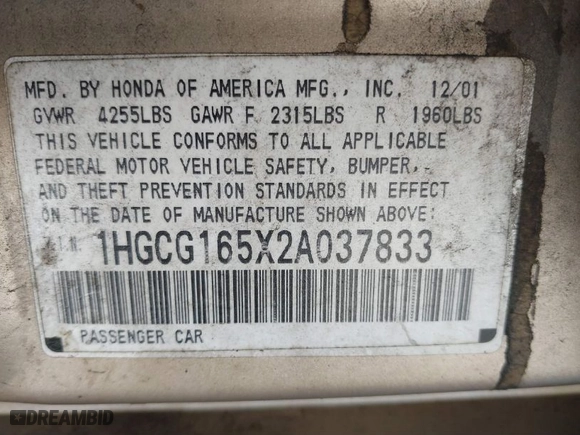 MFD. BY HONDA OF AMERICA MFG., INC. 12/01
GVWR 4255LBS GAWR F 2315LBS R 1960LBS
THIS VEHICLE CONFORMS TO ALL APPLICABLE
FEDERAL MOTOR VEHICLE SAFETY, BUMPER,
AND THEFT PREVENTION STANDARDS IN EFFECT
ON THE DATE OF MANUFACTURE SHOWN ABOVE:
V.I.N. 1HGCG165X2A037833
PASSENGER CAR
DREAMBID